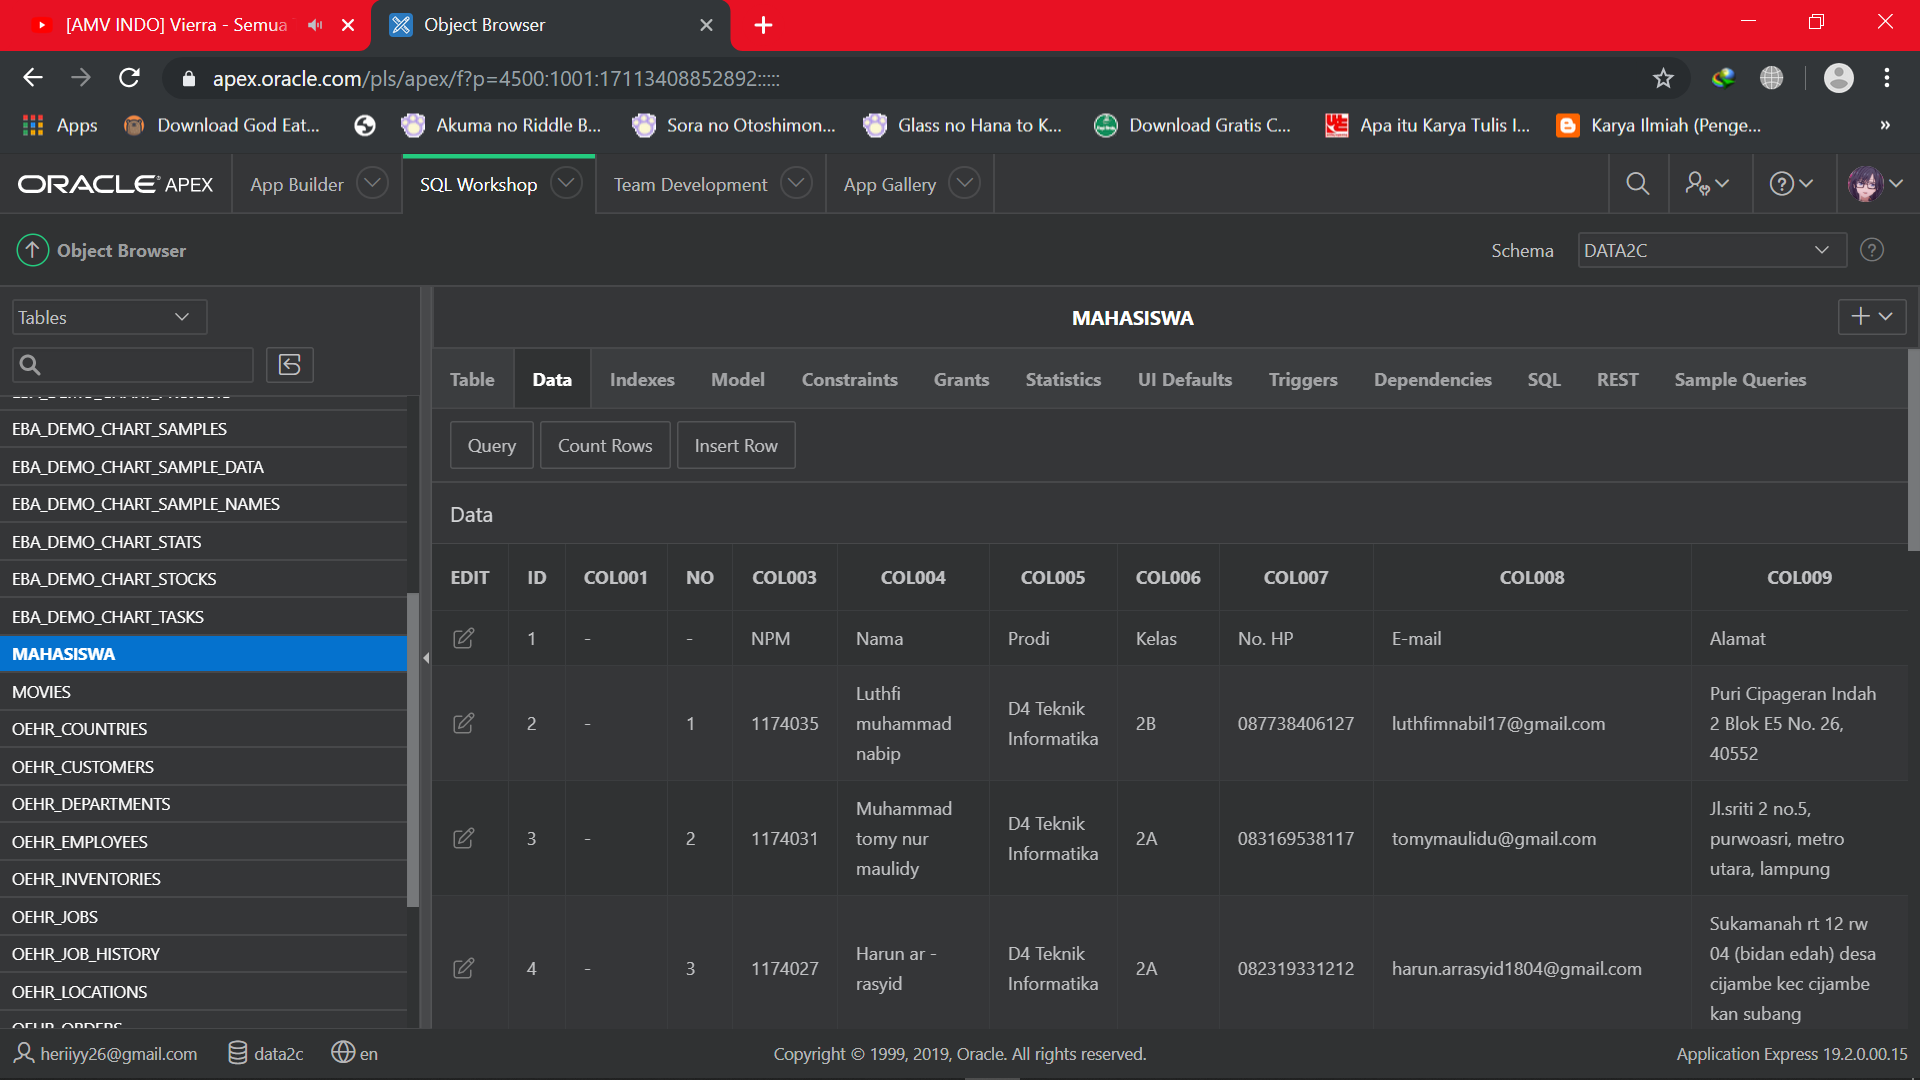 [AMV INDO] Vierra - Semua
Object Browser
apex.oracle.com/pls/apex/f?p=4500:1001:17113408852892:::::
Apps
Download God Eat...
Akuma no Riddle B...
Sora no Otoshimon...
Glass no Hana to K...
Download Gratis C...
Apa itu Karya Tulis I...
Karya Ilmiah (Penge...
»
ORACLE APEX
App Builder
SQL Workshop
Team Development
App Gallery
Object Browser
Schema
DATA2C
Tables
MAHASISWA
Table
Data
Indexes
Model
Constraints
Grants
Statistics
UI Defaults
Triggers
Dependencies
SQL
REST
Sample Queries
EBA_DEMO_CHART_SAMPLES
EBA_DEMO_CHART_SAMPLE_DATA
EBA_DEMO_CHART_SAMPLE_NAMES
EBA_DEMO_CHART_STATS
EBA_DEMO_CHART_STOCKS
EBA_DEMO_CHART_TASKS
MAHASISWA
MOVIES
OEHR_COUNTRIES
OEHR_CUSTOMERS
OEHR_DEPARTMENTS
OEHR_EMPLOYEES
OEHR_INVENTORIES
OEHR_JOBS
OEHR_JOB_HISTORY
OEHR_LOCATIONS
Query
Count Rows
Insert Row
Data
EDIT ID COL001 NO COL003 COL004 COL005 COL006 COL007 COL008 COL009
1 - - NPM Nama Prodi Kelas No. HP E-mail Alamat
2 - 1 1174035
Luthfi
muhammad
nabip
D4 Teknik
Informatika
2B 087738406127 luthfimnabil17@gmail.com
Puri Cipageran Indah
2 Blok E5 No. 26,
40552
3 - 2 1174031
Muhammad
tomy nur
maulidy
D4 Teknik
Informatika
2A 083169538117 tomymaulidu@gmail.com
Jl.sriti 2 no.5,
purwoasri, metro
utara, lampung
4 - 3 1174027
Harun ar -
rasyid
D4 Teknik
Informatika
2A 082319331212 harun.arrasyid1804@gmail.com
Sukamanah rt 12 rw
04 (bidan edah) desa
cijambe kec cijambe
kan subang
heriiyy26@gmail.com
data2c
en
Copyright © 1999, 2019, Oracle. All rights reserved.
Application Express 19.2.0.00.15